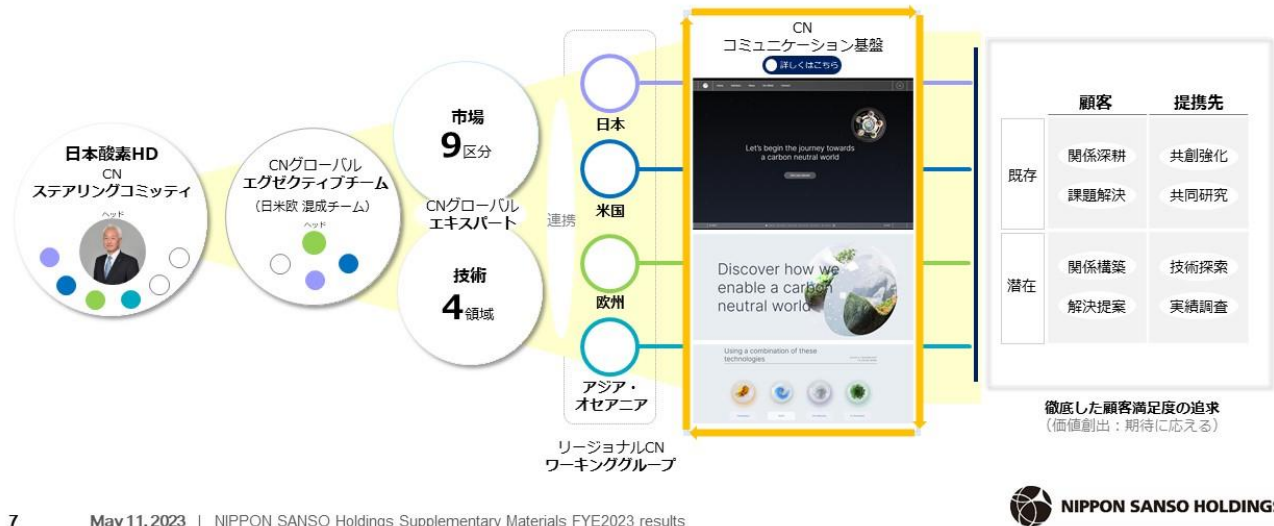 日本酸素HD
CN
ステアリングコミッティ
ヘッド
CNグローバル
エグゼクティブチーム
（日米欧 混成チーム）
ヘッド
市場
9区分
CNグローバル
エキスパート
技術
4領域
連携
日本
米国
欧州
アジア・
オセアニア
リージョナルCN
ワーキンググループ
CN
コミュニケーション基盤
詳しくはこちら
Let's begin the journey towards
a carbon neutral world
Discover how we
enable a carbon
neutral world
Using a combination of these
technologies
顧客 提携先
既存
関係深耕 共創強化
課題解決 共同研究
潜在
関係構築 技術探索
解決提案 実績調査
徹底した顧客満足度の追求
（価値創出：期待に応える）
7 May 11, 2023 | NIPPON SANSO Holdings Supplementary Materials FYE2023 results
NIPPON SANSO HOLDINGS